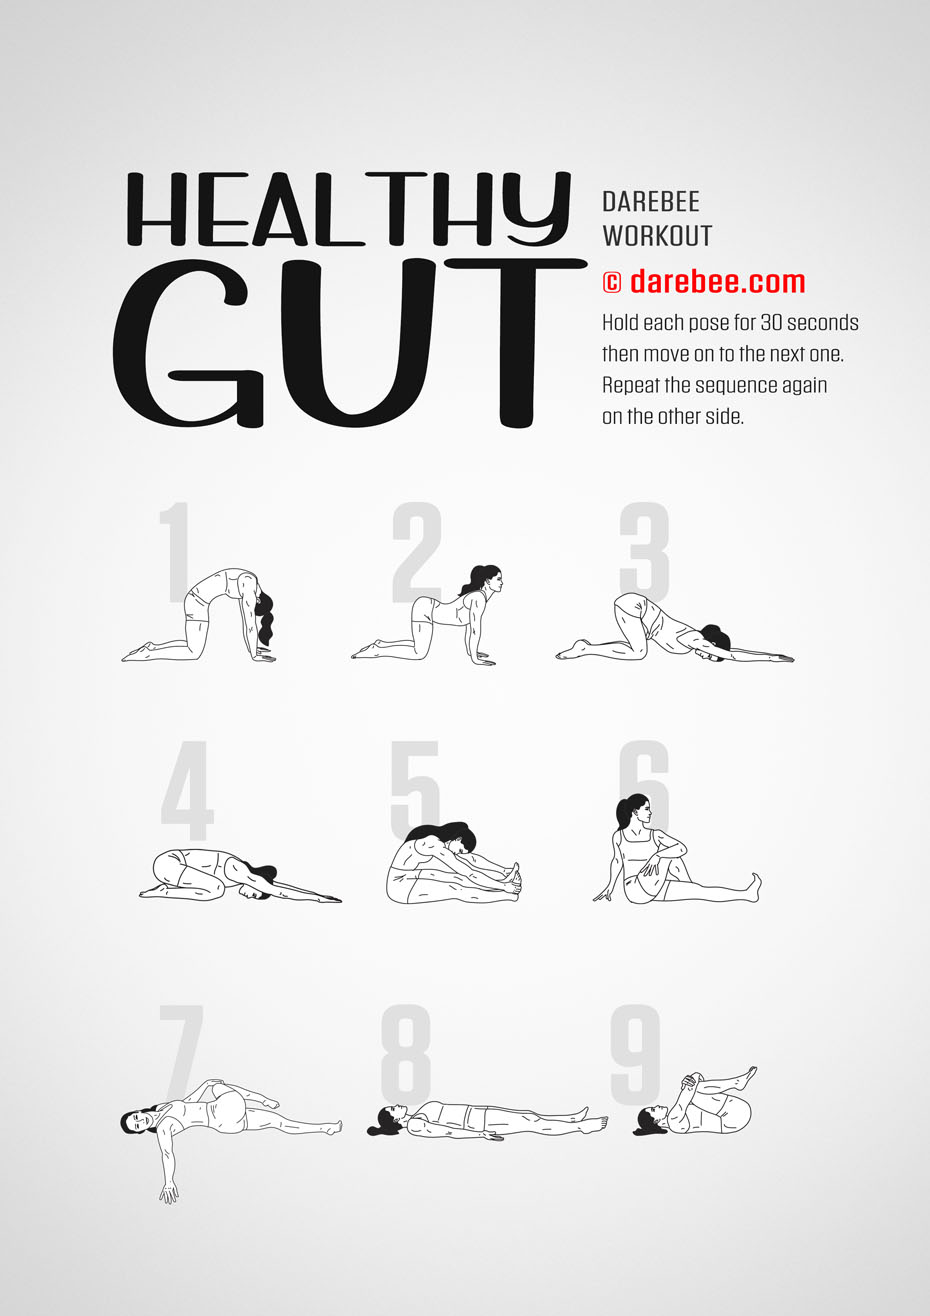 HEALTHY
GUT
DAREBEE
WORKOUT
© darebee.com
Hold each pose for 30 seconds
then move on to the next one.
Repeat the sequence again
on the other side.
1 2 3
4 5 6
7 8 9